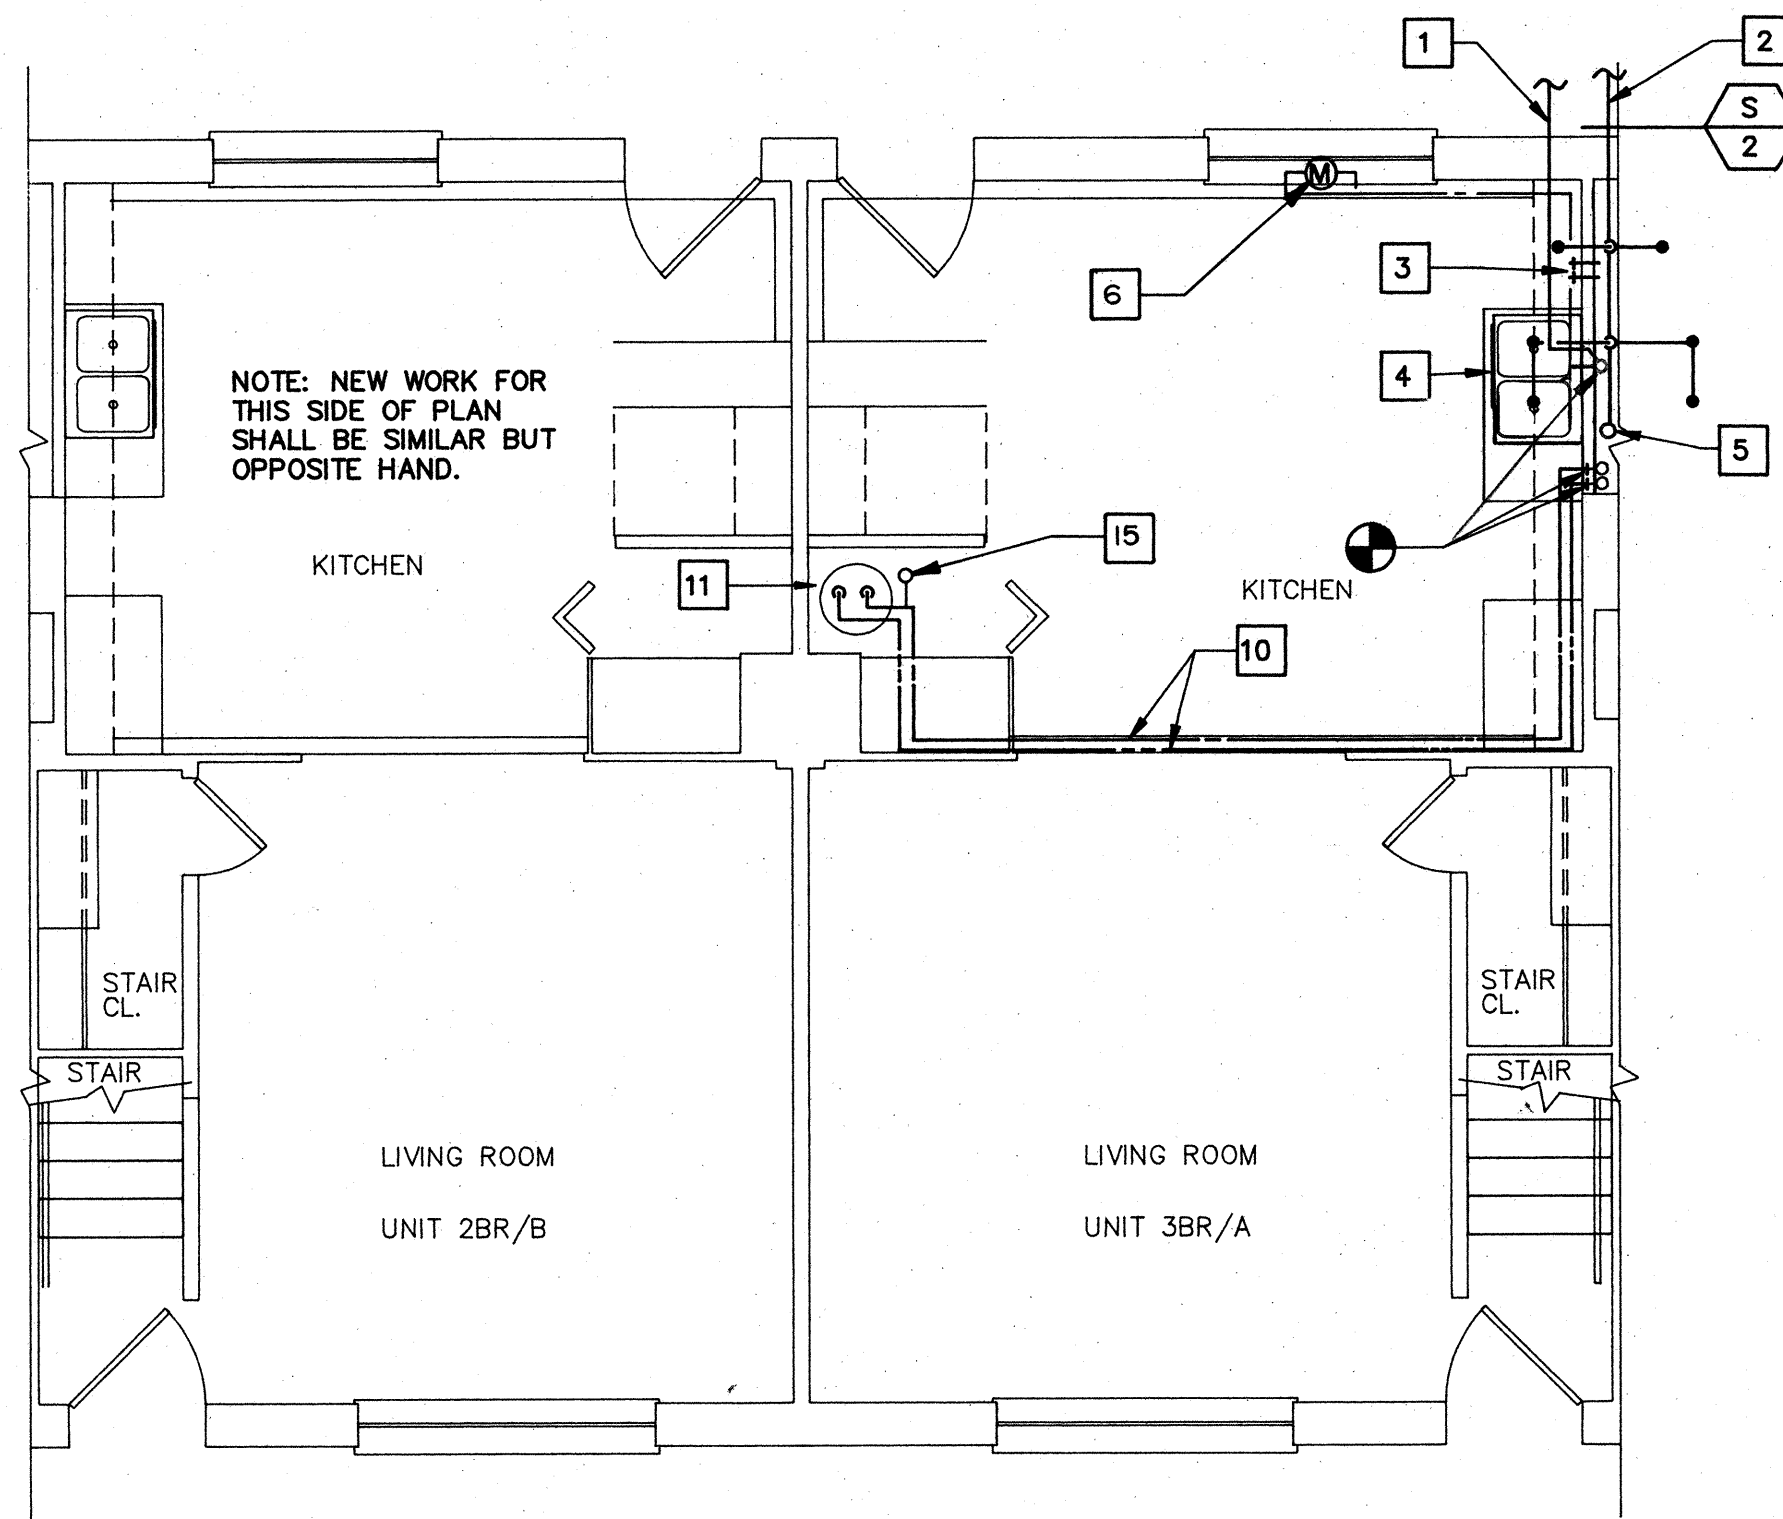 1
2
S
2
M
3
6
4
NOTE: NEW WORK FOR
THIS SIDE OF PLAN
SHALL BE SIMILAR BUT
OPPOSITE HAND.
5
15
KITCHEN
11
KITCHEN
10
STAIR
CL.
STAIR
CL.
STAIR
STAIR
LIVING ROOM
LIVING ROOM
UNIT 2BR/B
UNIT 3BR/A